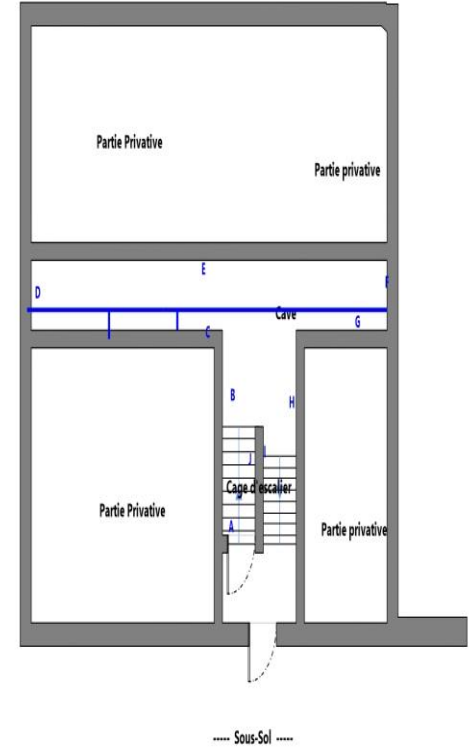 Partie Privative
Partie privative
E
D
F
Cave
G
C
B
H
J
I
Cage d'escalier
A
Partie Privative
Partie privative
----- Sous-Sol -----